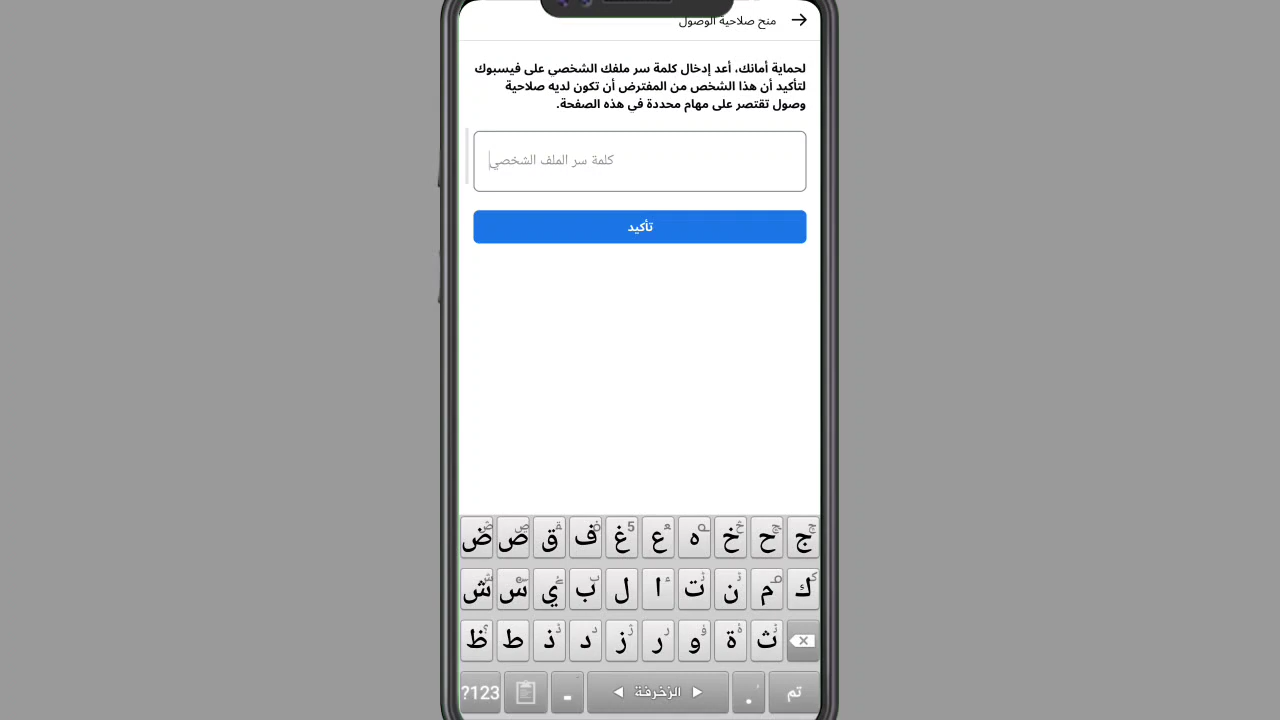 منح صلاحية الوصول
لحماية أمانك، أعد إدخال كلمة سر ملفك الشخصي على فيسبوك
لتأكيد أن هذا الشخص من المفترض أن تكون لديه صلاحية
وصول تقتصر على مهام محددة في هذه الصفحة.
كلمة سر الملف الشخصي
تأكيد
ض ص ق ف غ 5 ع ه خ ح ج
ش س ي ب ل ا ت ن م ك
ظ ط ذ د ز ر و ة ث
?123 - الزخرفة . تم